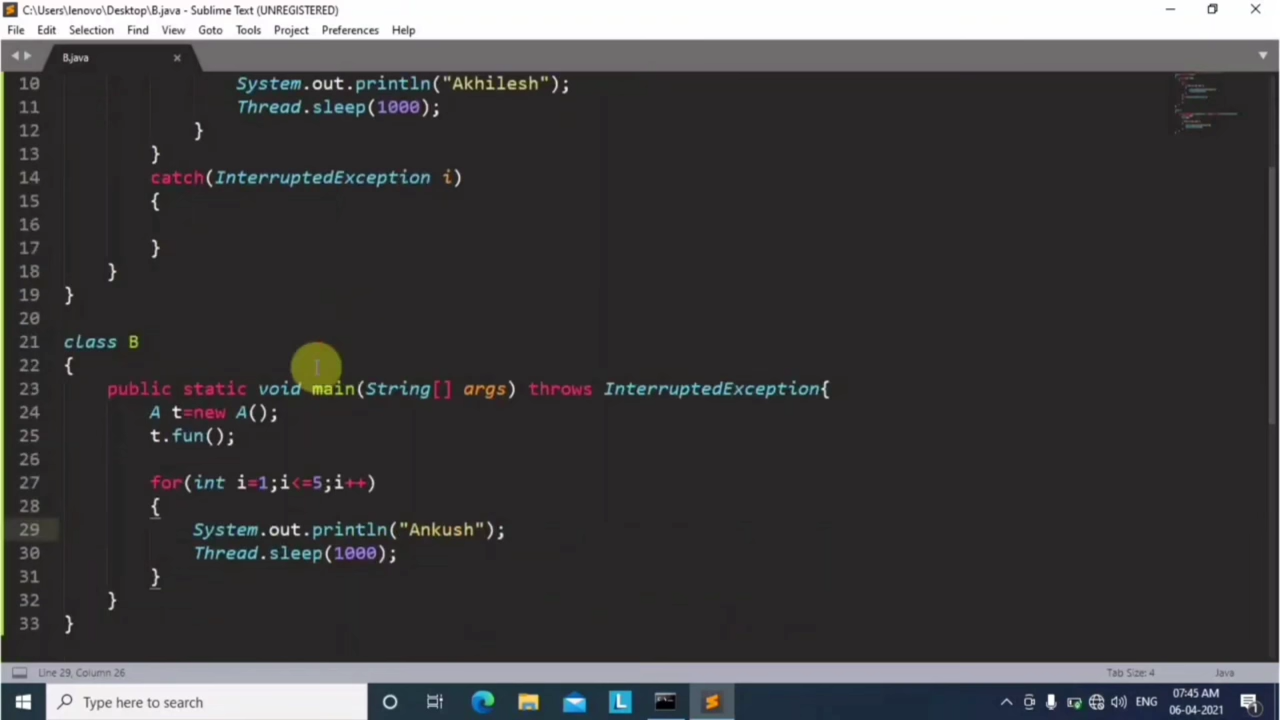 C:\Users\lenovo\Desktop\B.java - Sublime Text (UNREGISTERED)
File Edit Selection Find View Goto Tools Project Preferences Help
B.java
10 System.out.println("Akhilesh");
11 Thread.sleep(1000);
12 }
13 }
14 catch(InterruptedException i)
15 {
16
17 }
18 }
19 }
20
21 class B
22 {
23 public static void main(String[] args) throws InterruptedException{
24 A t=new A();
25 t.fun();
26
27 for(int i=1;i<=5;i++)
28 {
29 System.out.println("Ankush");
30 Thread.sleep(1000);
31 }
32 }
33 }
Line 29, Column 26 Tab Size: 4 Java
Type here to search
L
ENG
07:45 AM
06-04-2021
1